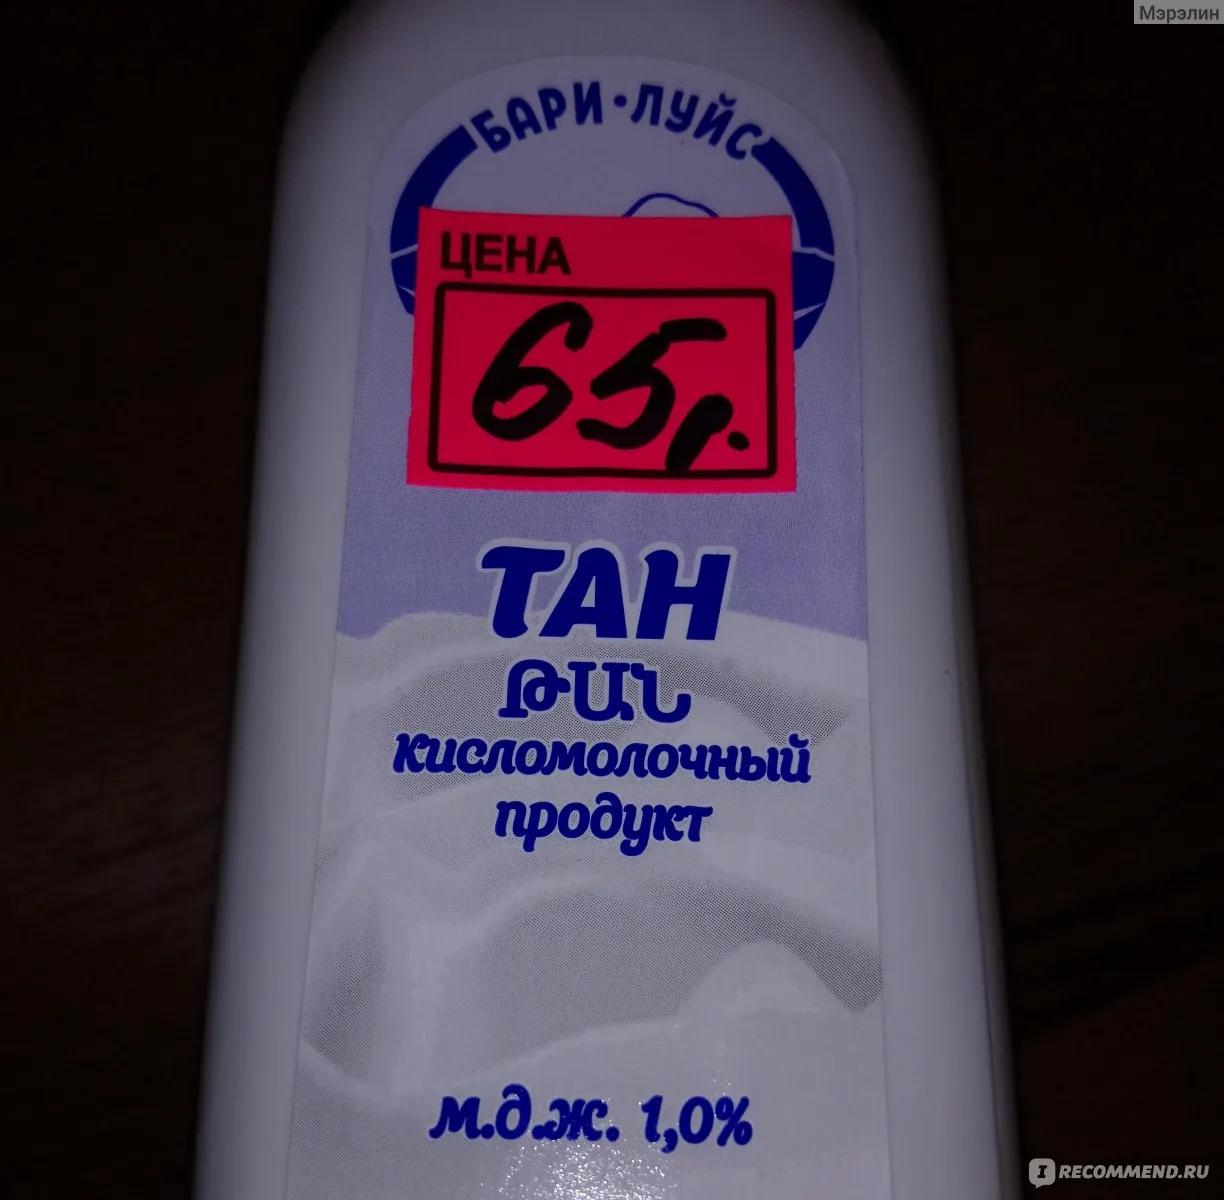 Мэрэлин
БАРИ·ЛУЙС
ЦЕНА
65р.
ТАН
ԹԱՆ
кисломолочный
продукт
м.д.ж. 1,0%
I RECOMMEND.RU